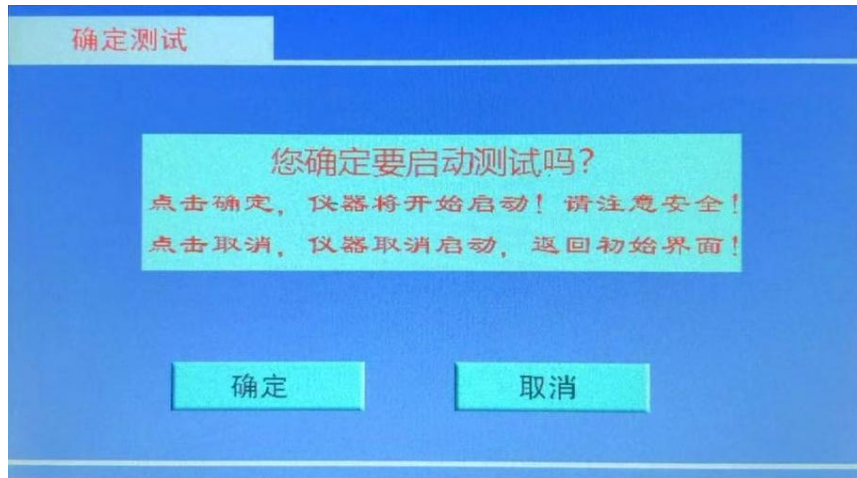 确定测试
您确定要启动测试吗?
点击确定，仪器将开始启动！请注意安全！
点击取消，仪器取消启动，返回初始界面！
确定
取消